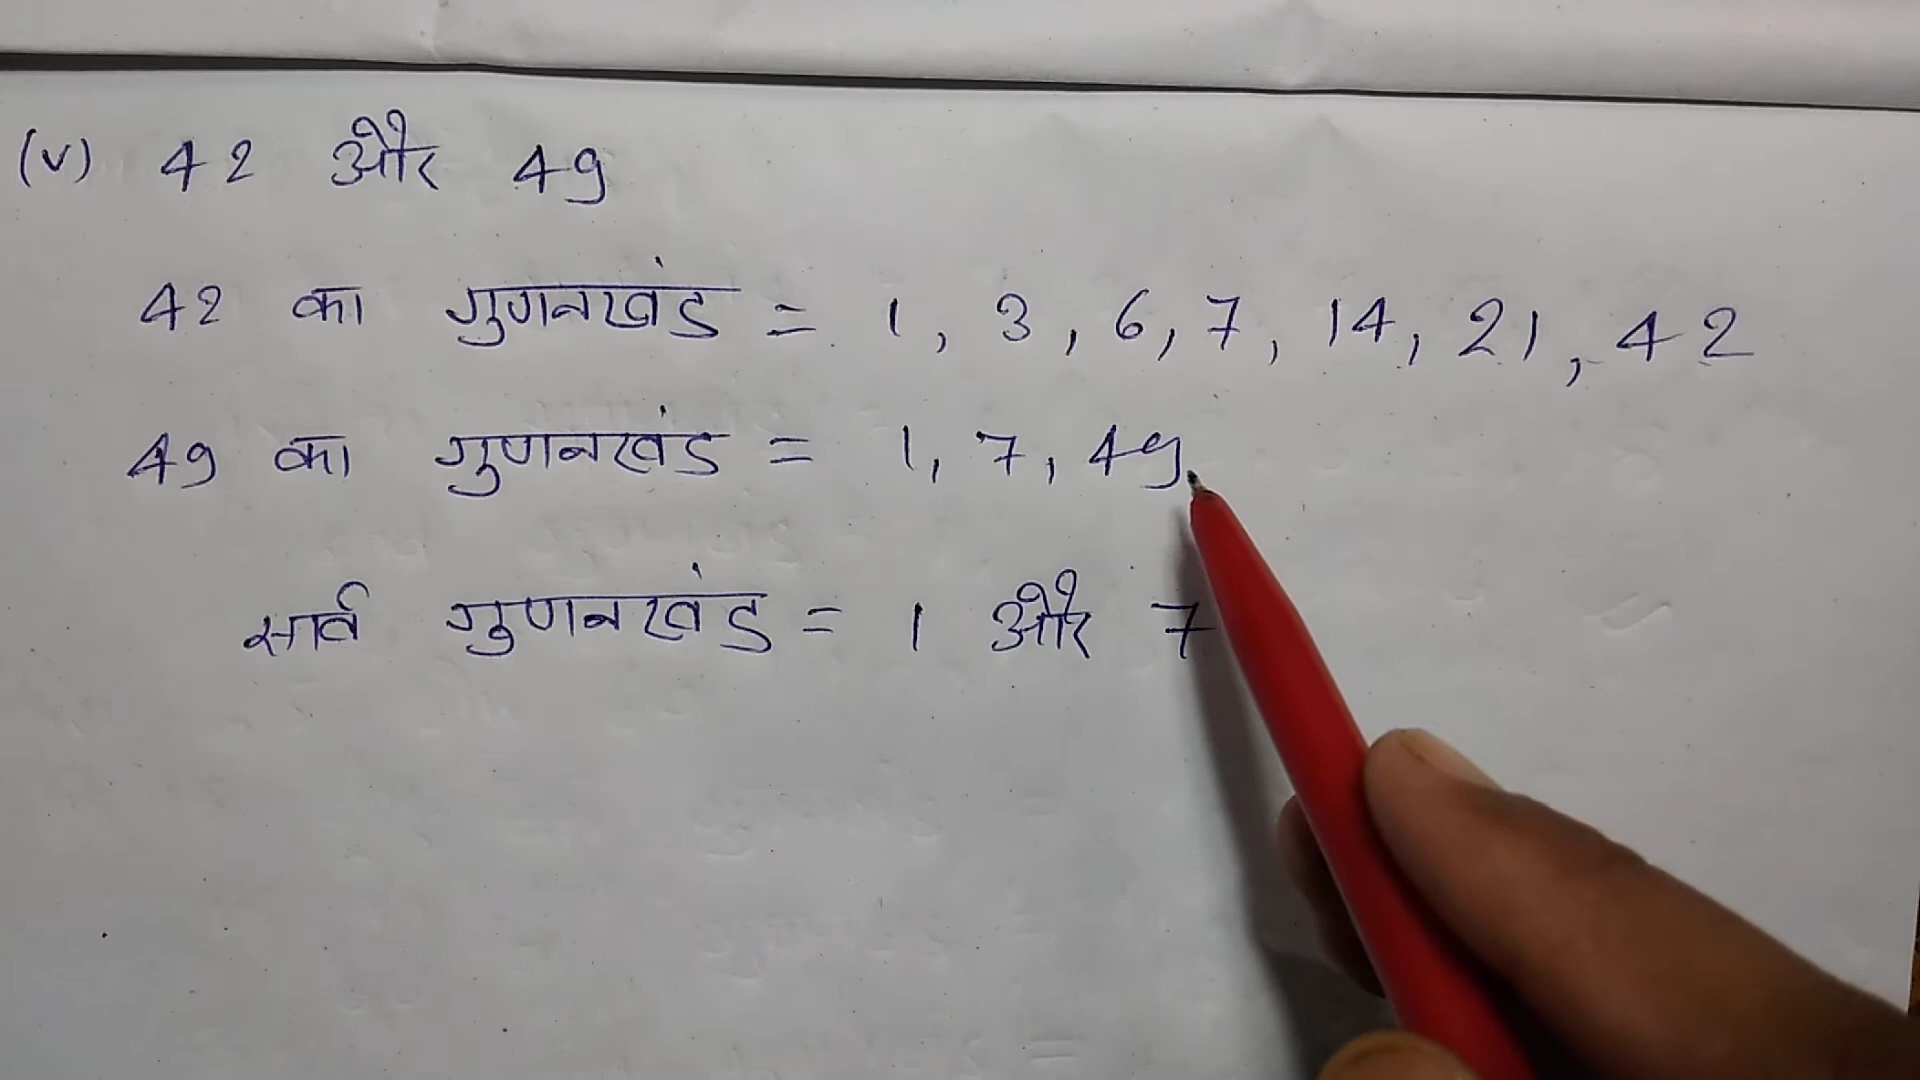 (v) 42 और 49
42 का गुणनखंड = 1, 3, 6, 7, 14, 21, 42
49 का गुणनखंड = 1, 7, 49
सार्व गुणनखंड = 1 और 7